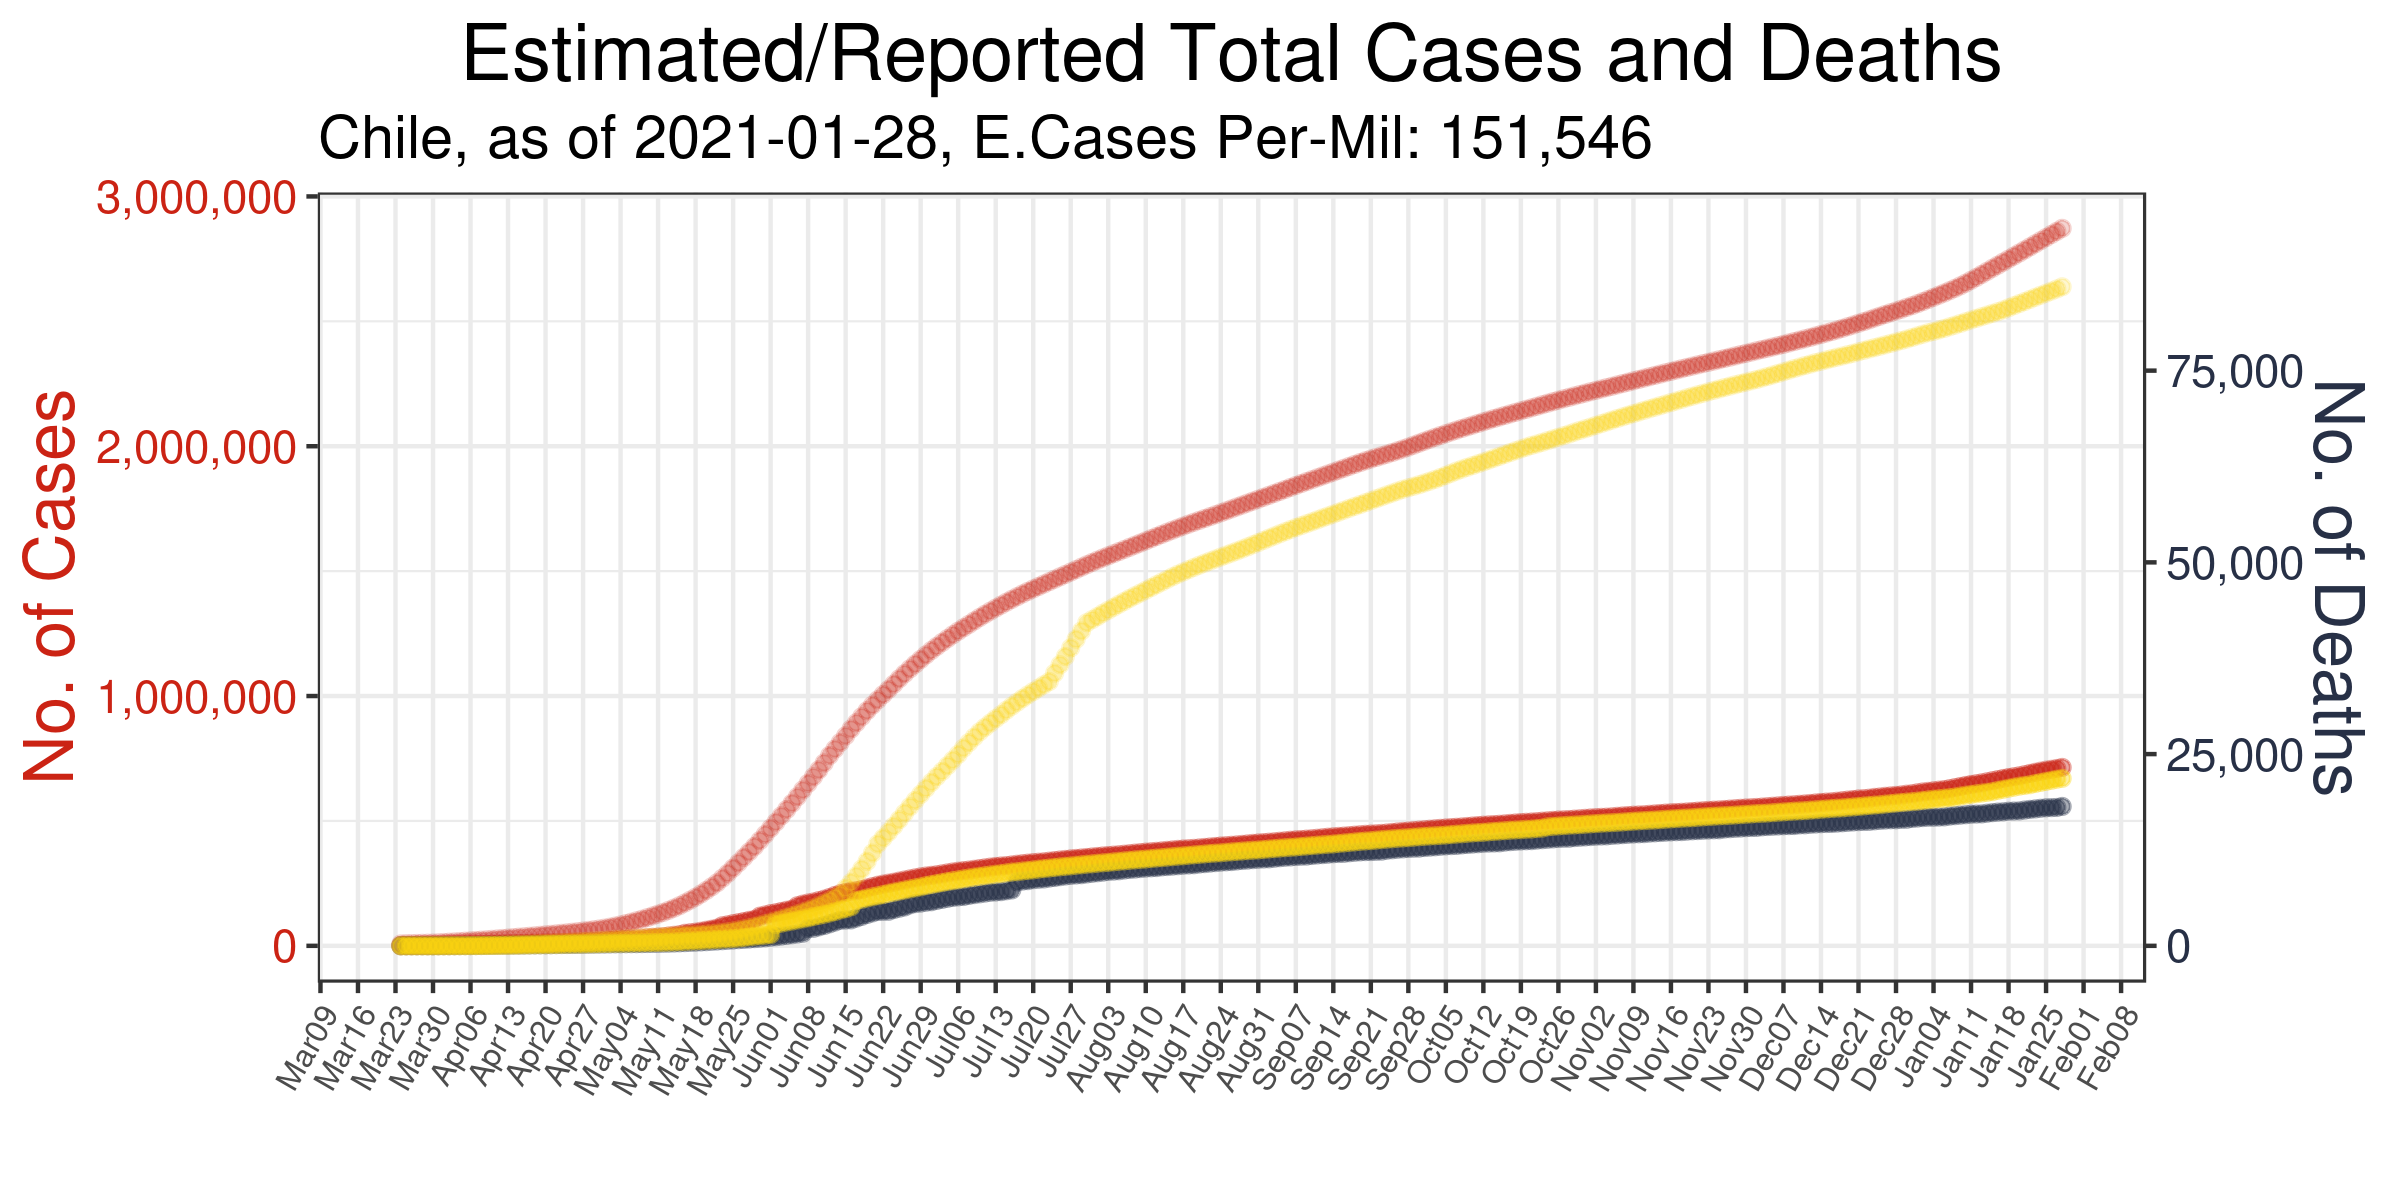 Estimated/Reported Total Cases and Deaths
Chile, as of 2021-01-28, E.Cases Per-Mil: 151,546
No. of Cases
3,000,000
2,000,000
1,000,000
0
75,000
50,000
25,000
0
No. of Deaths
Mar09
Mar16
Mar23
Mar30
Apr06
Apr13
Apr20
Apr27
May04
May11
May18
May25
Jun01
Jun08
Jun15
Jun22
Jun29
Jul06
Jul13
Jul20
Jul27
Aug03
Aug10
Aug17
Aug24
Aug31
Sep07
Sep14
Sep21
Sep28
Oct05
Oct12
Oct19
Oct26
Nov02
Nov09
Nov16
Nov23
Nov30
Dec07
Dec14
Dec21
Dec28
Jan04
Jan11
Jan18
Jan25
Feb01
Feb08